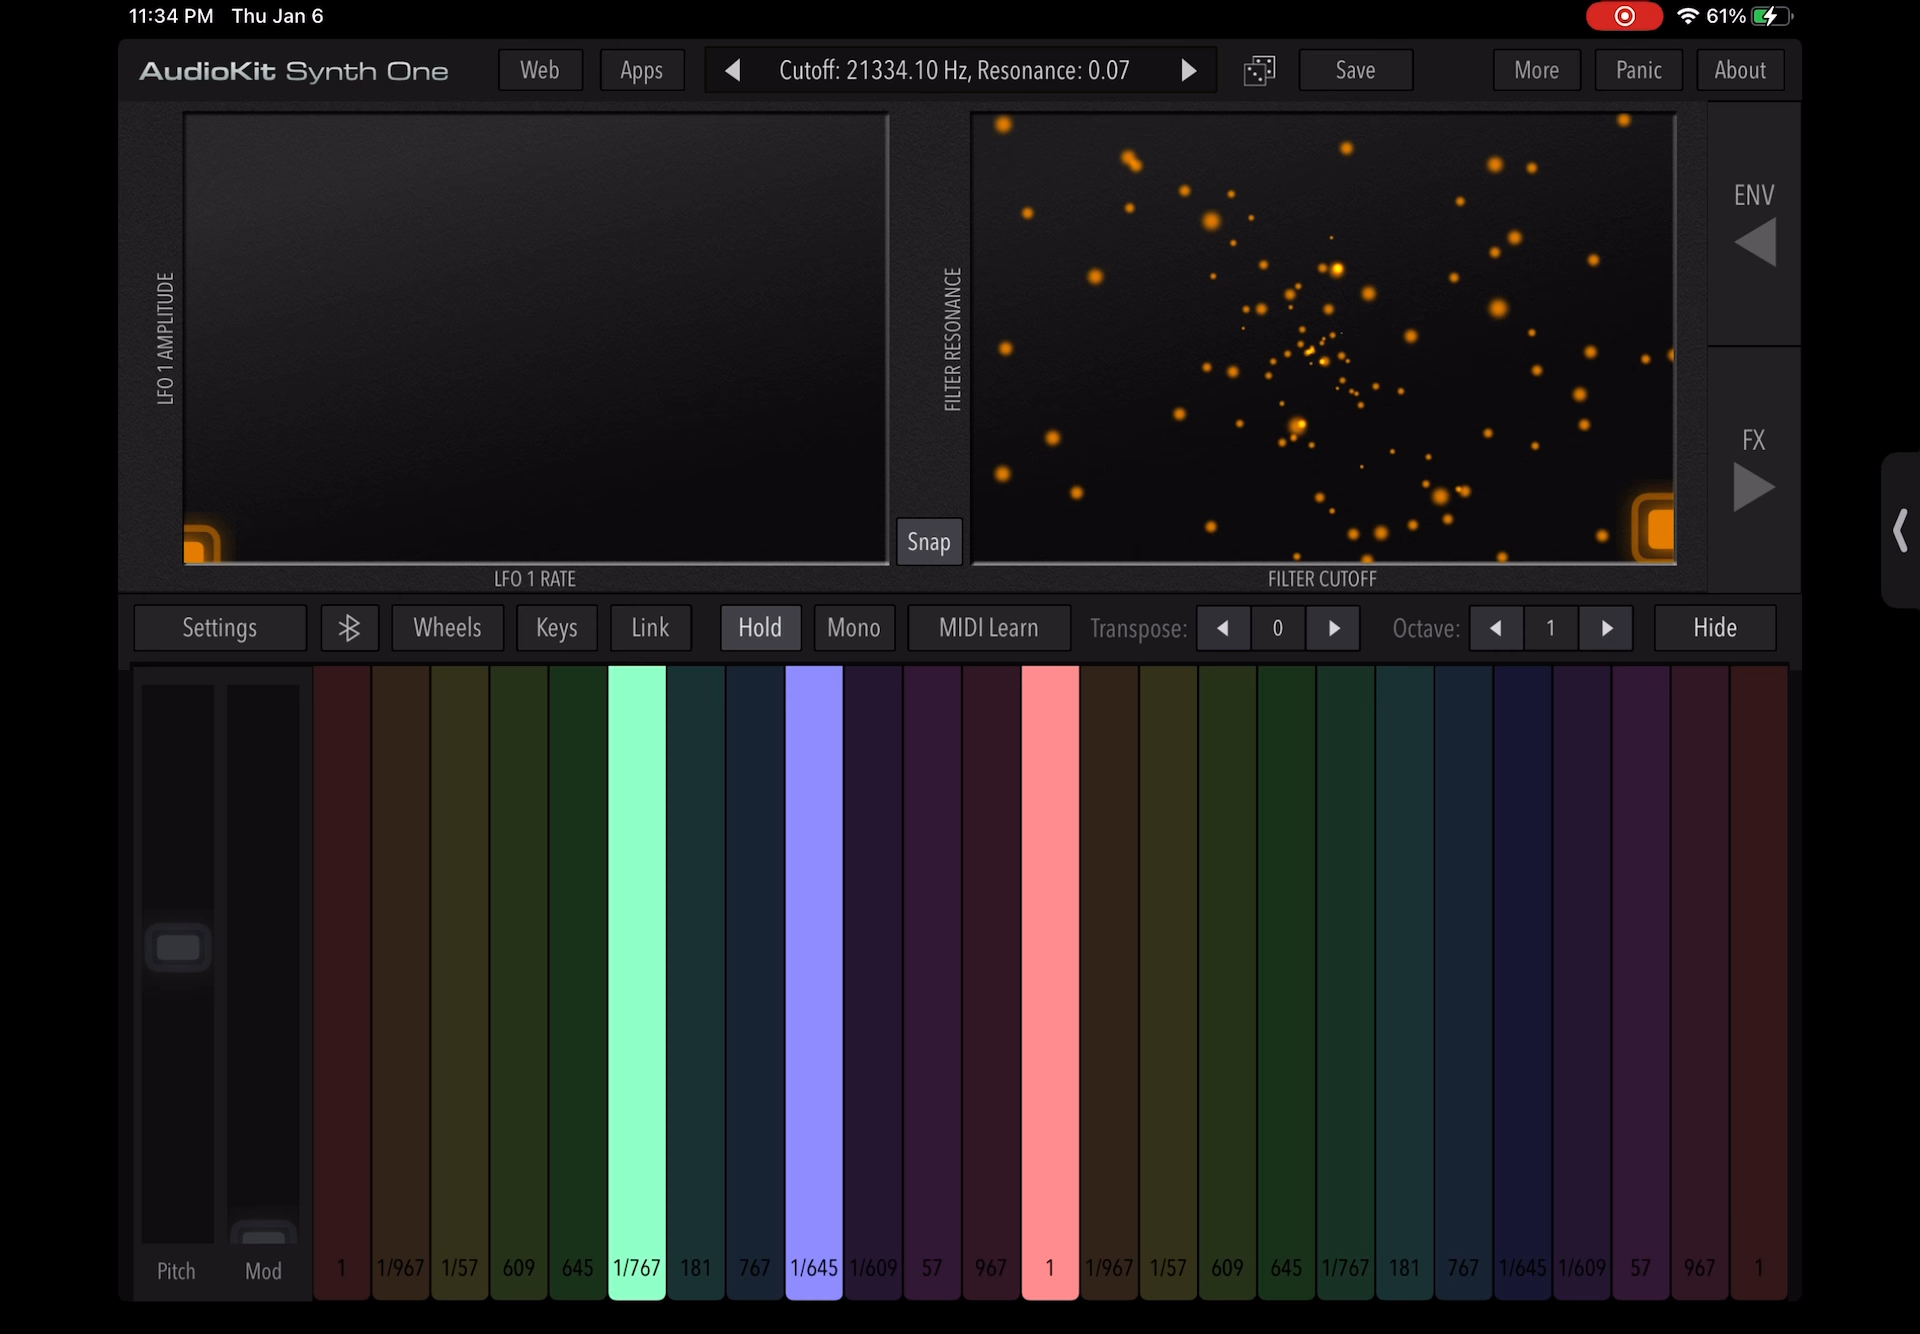 11:34 PM Thu Jan 6 61%
AudioKit Synth One Web Apps Cutoff: 21334.10 Hz, Resonance: 0.07 Save More Panic About
LFO 1 AMPLITUDE
FILTER RESONANCE
ENV
FX
Snap
LFO 1 RATE FILTER CUTOFF
Settings Wheels Keys Link Hold Mono MIDI Learn Transpose: 0 Octave: 1 Hide
Pitch Mod 1 1/967 1/57 609 645 1/767 181 767 1/645 1/609 57 967 1 1/967 1/57 609 645 1/767 181 767 1/645 1/609 57 967 1